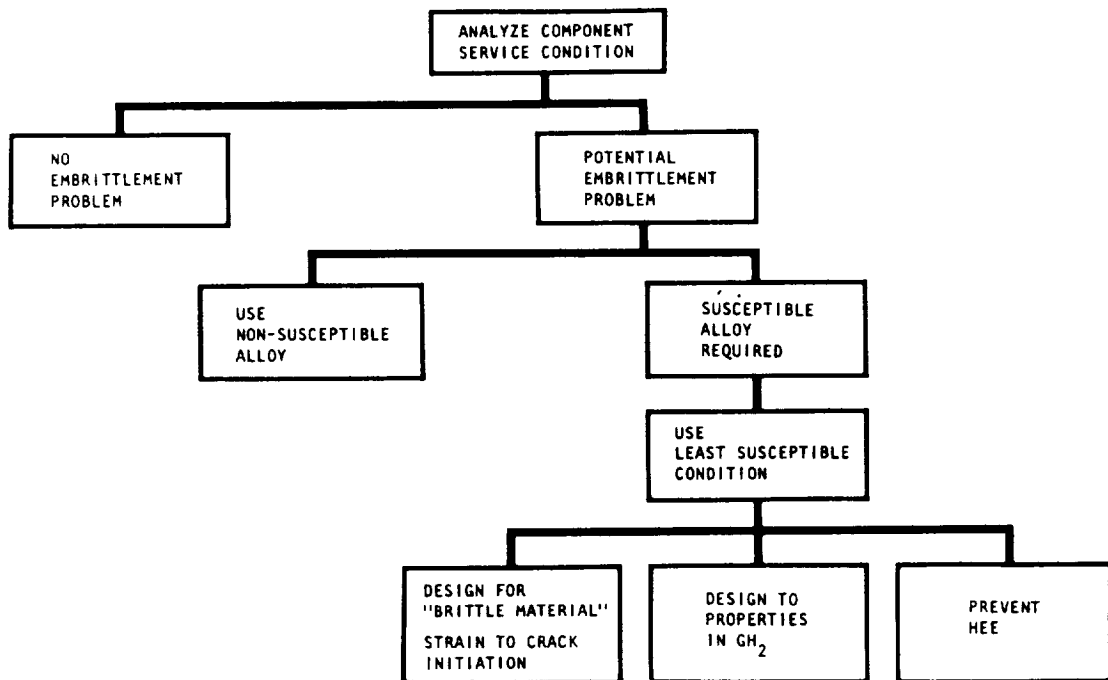 ANALYZE COMPONENT
SERVICE CONDITION
NO
EMBRITTLEMENT
PROBLEM
POTENTIAL
EMBRITTLEMENT
PROBLEM
USE
NON-SUSCEPTIBLE
ALLOY
SUSCEPTIBLE
ALLOY
REQUIRED
USE
LEAST SUSCEPTIBLE
CONDITION
DESIGN FOR
"BRITTLE MATERIAL"
STRAIN TO CRACK
INITIATION
DESIGN TO
PROPERTIES
IN GH₂
PREVENT
HEE